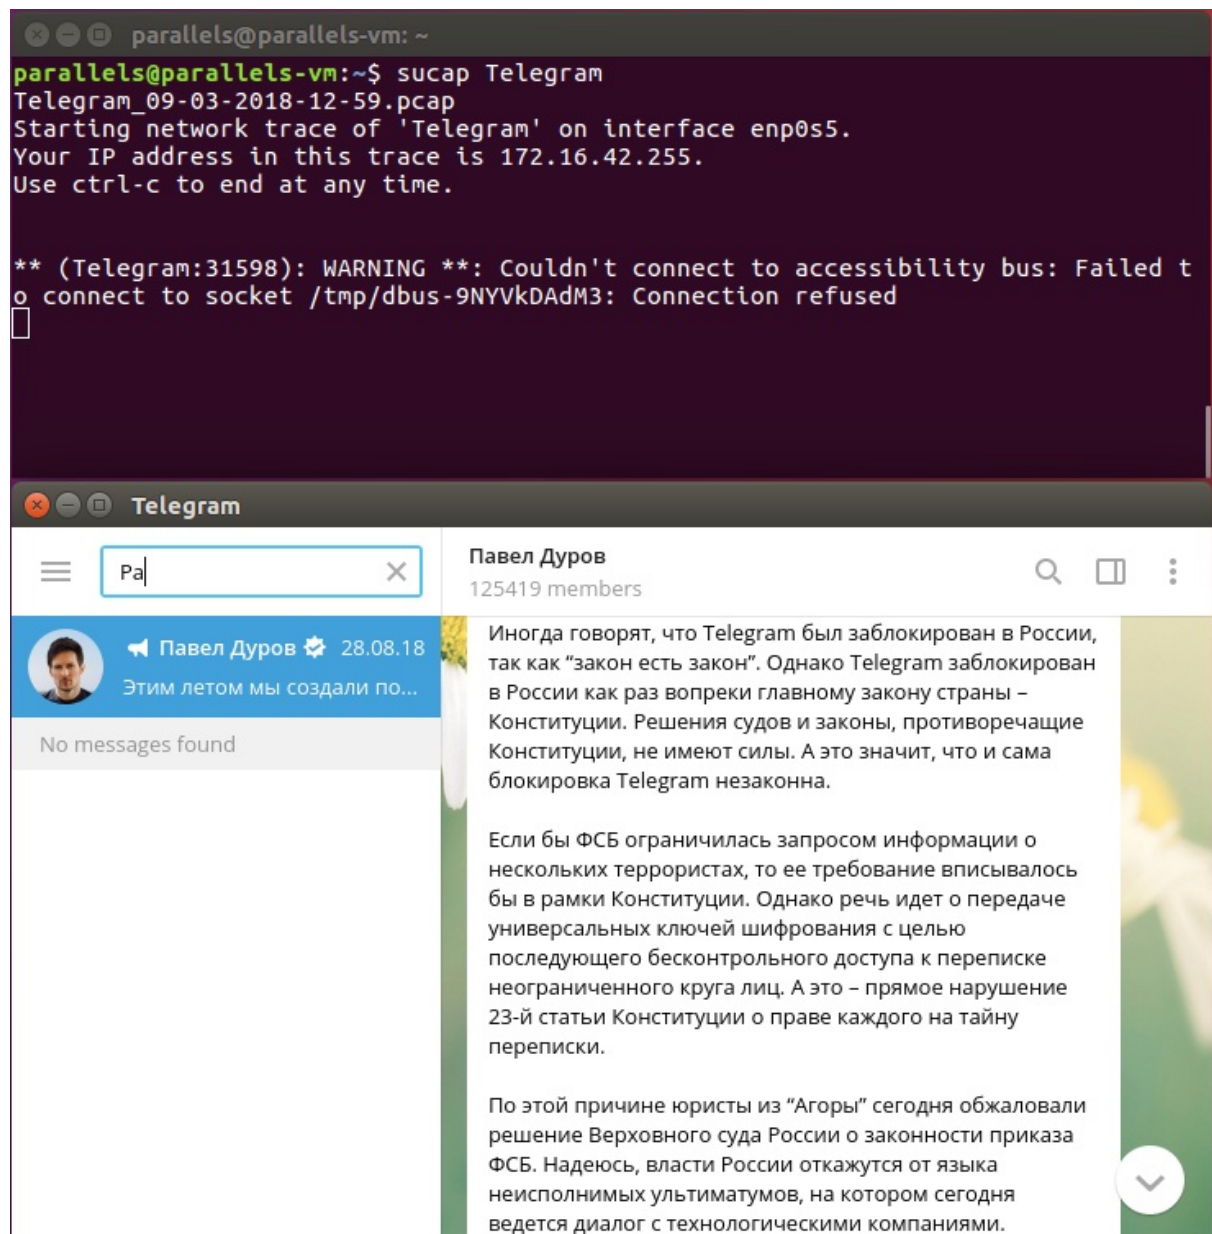 parallels@parallels-vm: ~
parallels@parallels-vm:~$ sucap Telegram
Telegram_09-03-2018-12-59.pcap
Starting network trace of 'Telegram' on interface enp0s5.
Your IP address in this trace is 172.16.42.255.
Use ctrl-c to end at any time.
** (Telegram:31598): WARNING **: Couldn't connect to accessibility bus: Failed t
o connect to socket /tmp/dbus-9NYVkDAdM3: Connection refused
Telegram
Pa
Павел Дуров 28.08.18
Этим летом мы создали по...
No messages found
Павел Дуров
125419 members
Иногда говорят, что Telegram был заблокирован в России,
так как “закон есть закон”. Однако Telegram заблокирован
в России как раз вопреки главному закону страны –
Конституции. Решения судов и законы, противоречащие
Конституции, не имеют силы. А это значит, что и сама
блокировка Telegram незаконна.
Если бы ФСБ ограничилась запросом информации о
нескольких террористах, то ее требование вписывалось
бы в рамки Конституции. Однако речь идет о передаче
универсальных ключей шифрования с целью
последующего бесконтрольного доступа к переписке
неограниченного круга лиц. А это – прямое нарушение
23-й статьи Конституции о праве каждого на тайну
переписки.
По этой причине юристы из “Агоры” сегодня обжаловали
решение Верховного суда России о законности приказа
ФСБ. Надеюсь, власти России откажутся от языка
неисполнимых ультиматумов, на котором сегодня
ведется диалог с технологическими компаниями.